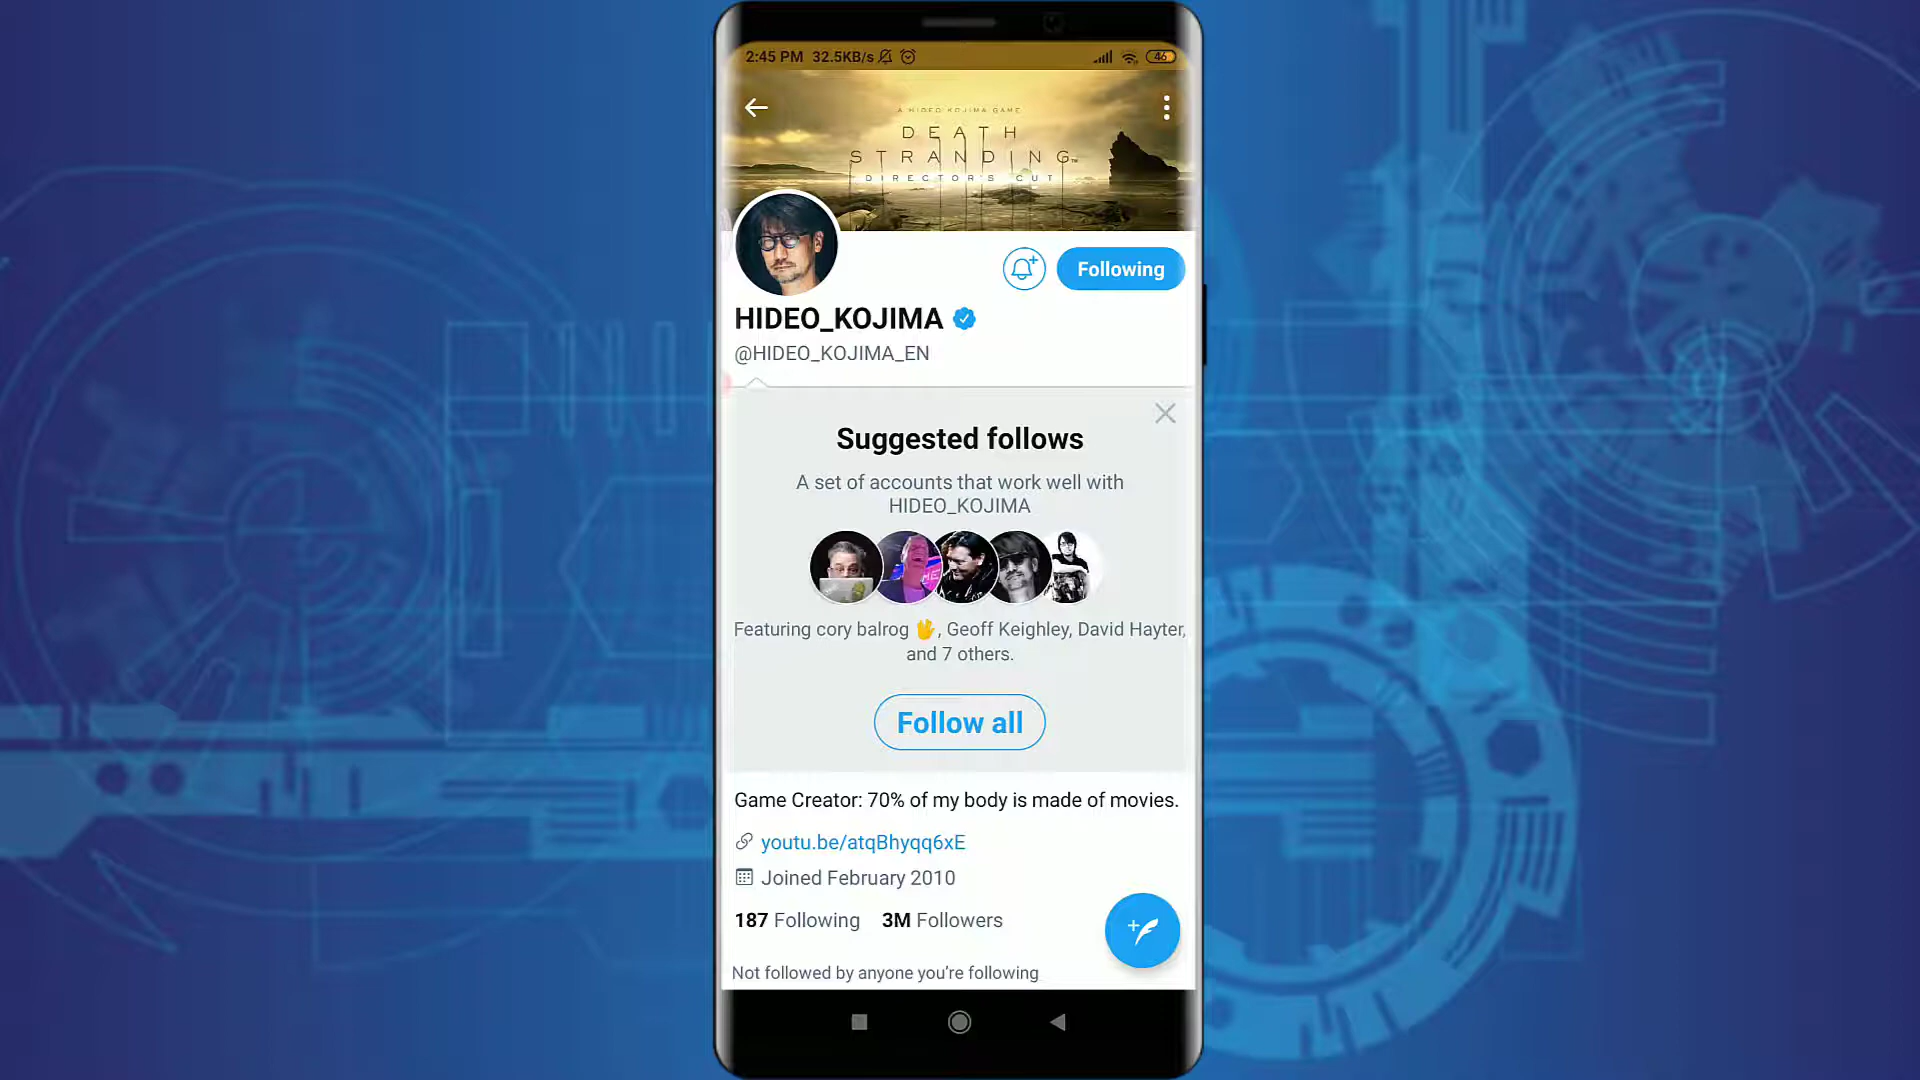 2:45 PM 32.5KB/s 46
A HIDEO KOJIMA GAME
DEATH
STRANDING™
DIRECTOR'S CUT
Following
HIDEO_KOJIMA
@HIDEO_KOJIMA_EN
Suggested follows
A set of accounts that work well with
HIDEO_KOJIMA
Featuring cory balrog 🖖, Geoff Keighley, David Hayter,
and 7 others.
Follow all
Game Creator: 70% of my body is made of movies.
youtu.be/atqBhyqq6xE
Joined February 2010
187 Following 3M Followers
Not followed by anyone you're following